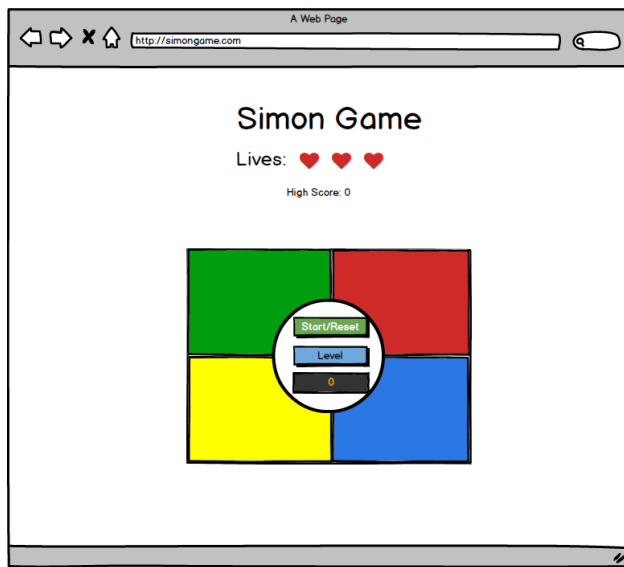 A Web Page
http://simongame.com
Simon Game
Lives:
High Score: 0
Start/Reset
Level
0